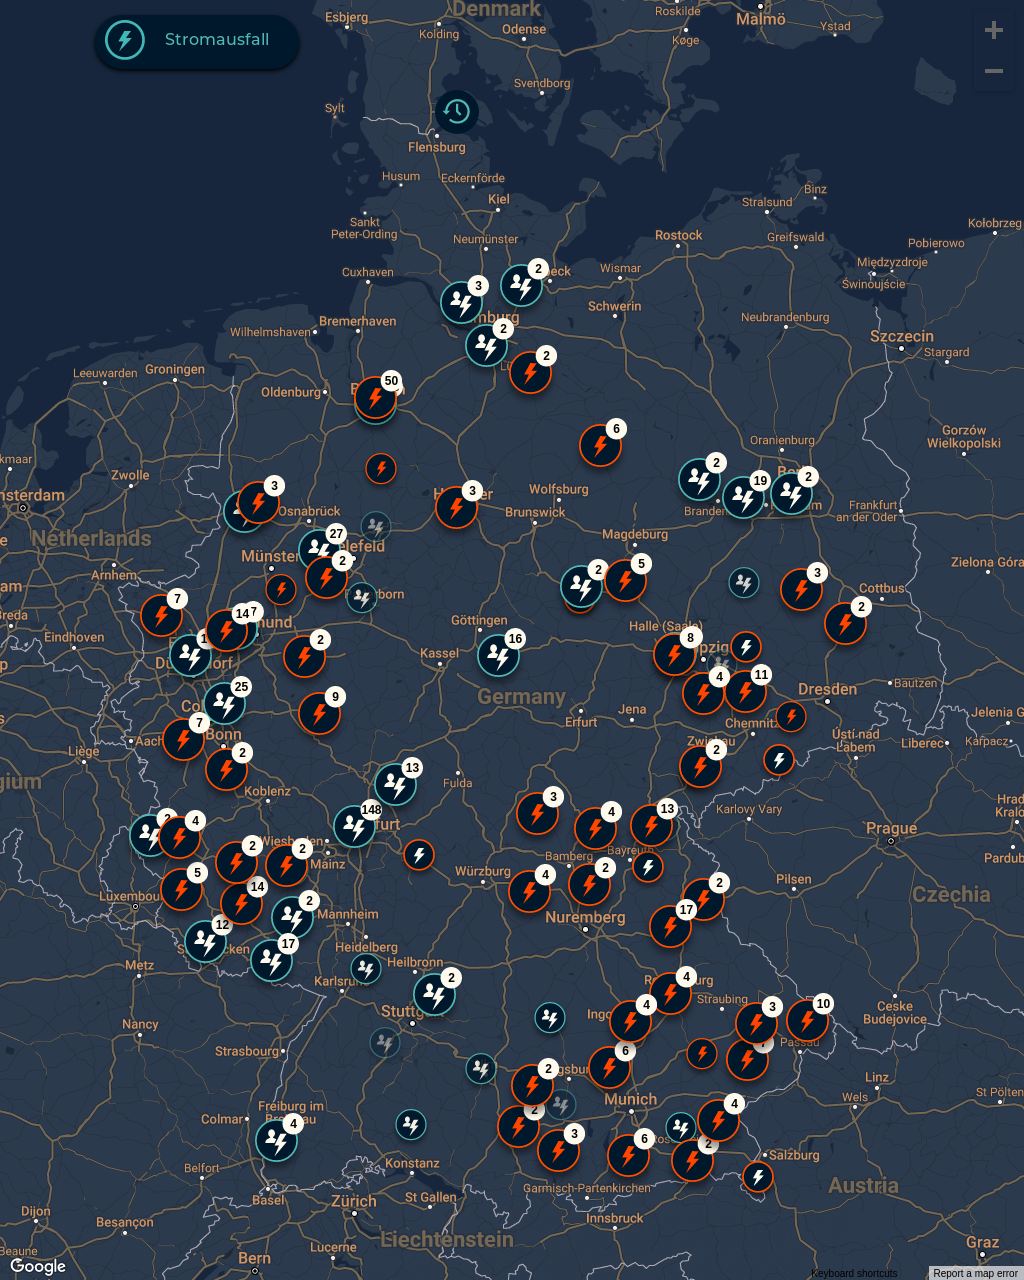 Denmark
Esbjerg
Kolding
Odense
Roskilde
Malmö
Ystad
Køge
Stromausfall
Svendborg
Sylt
Flensburg
Husum
Eckernförde
Kiel
Binz
Stralsund
Sankt
Peter-Ording
Neumünster
Rostock
Greifswald
Kołobrzeg
Pobierowo
Cuxhaven
2
Wismar
Międzyzdroje
Świnoujście
3
Schwerin
Bremerhaven
Wilhelmshaven
2
Neubrandenburg
Szczecin
Stargard
2
Leeuwarden
Groningen
50
Oldenburg
6
Oranienburg
Gorzów
Wielkopolski
Zwolle
2
19
2
3
3
Wolfsburg
Osnabrück
Brunswick
Frankfurt
an der Oder
Netherlands
27
Magdeburg
Münster
2
Zielona Góra
Arnhem
2
5
3
Cottbus
7
14
7
2
Göttingen
Halle (Saale)
Eindhoven
2
16
8
Kassel
4
11
25
Germany
Dresden
Bautzen
9
Jena
Erfurt
Chemnitz
Jelenia G
7
Bonn
Ústí nad
Labem
Liberec
Karpacz
Liège
2
2
13
Fulda
Koblenz
3
4
13
Karlovy Vary
148
4
Prague
Wiesbaden
2
2
Mainz
Bayreuth
Bamberg
Würzburg
Pilsen
5
14
4
2
2
Czechia
2
17
Nuremberg
Mannheim
12
17
Heidelberg
Heilbronn
Metz
Karlsruhe
2
4
4
Straubing
3
10
Ceske
Budejovice
Nancy
Strasbourg
6
Passau
2
Linz
Munich
Wels
St Pölten
Colmar
Freiburg im
4
2
4
3
6
2
Salzburg
Belfort
Konstanz
Garmisch-Partenkirchen
Austria
Basel
Zürich
St Gallen
Dijon
Besançon
Innsbruck
Liechtenstein
Lucerne
Bern
Graz
Beaune
Google
Keyboard shortcuts
Report a map error